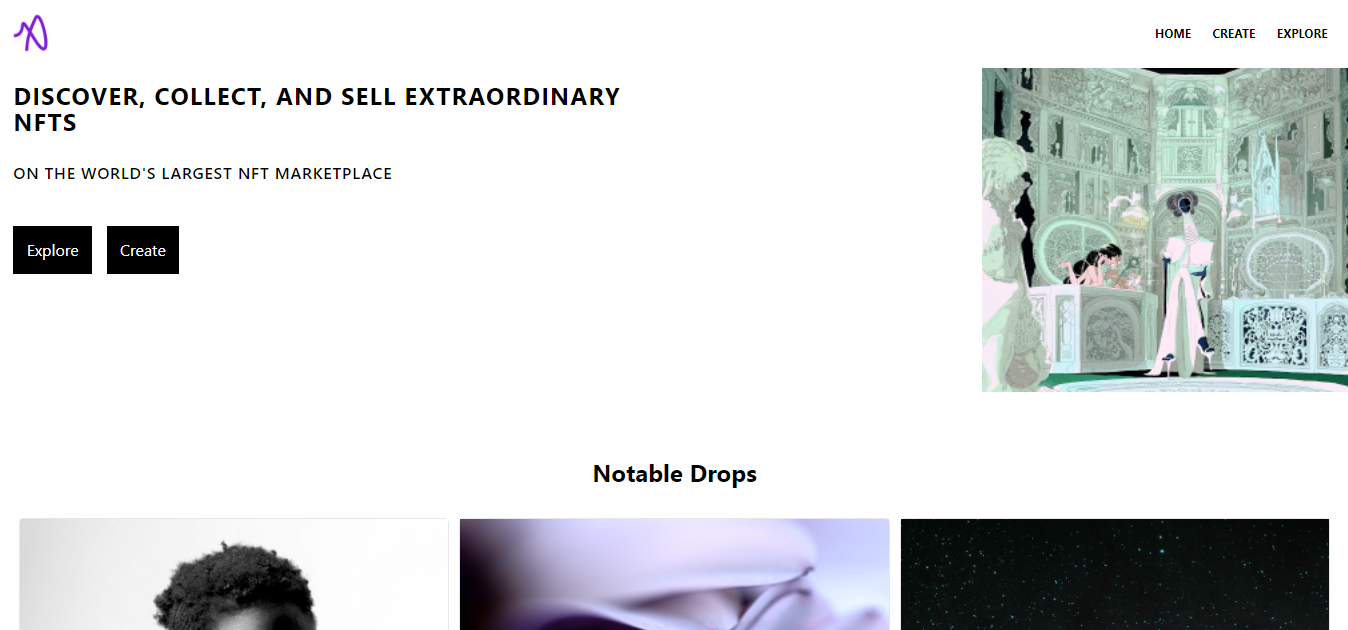 HOME CREATE EXPLORE
DISCOVER, COLLECT, AND SELL EXTRAORDINARY
NFTS
ON THE WORLD'S LARGEST NFT MARKETPLACE
Explore Create
Notable Drops